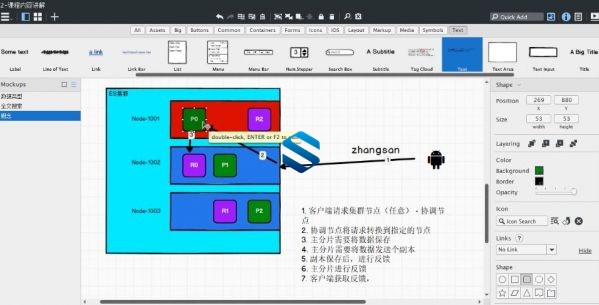 2-课程内容讲解
Quick Add
All Assets Big Buttons Common Containers Forms Icons iOS Layout Markup Media Symbols Text
Some text
a link
A Subtitle
A Big Title
Label Line of Text Link Link Bar List Menu Menu Bar Num.Stepper Search Box Subtitle Tag Cloud Text Text Area Text Input Title
Mockups
全文搜索
概念
ES集群
Node-1001
P0
R2
double-click, ENTER or F2 to
3
2
1
zhangsan
Node-1002
R0
P1
Node-1003
R1
P2
1. 客户端请求集群节点（任意）- 协调节
点
2. 协调节点将请求转换到指定的节点
3. 主分片需要将数据保存
4. 主分片需要将数据发送个副本
5. 副本保存后，进行反馈
6. 主分片进行反馈
7. 客户端获取反馈。
Shape
Position
269
880
X
Y
Size
53
53
width
height
Layering
Color
Background
Border
Opacity
Icon
Icon Search
Links
No Link
Hide
Shape